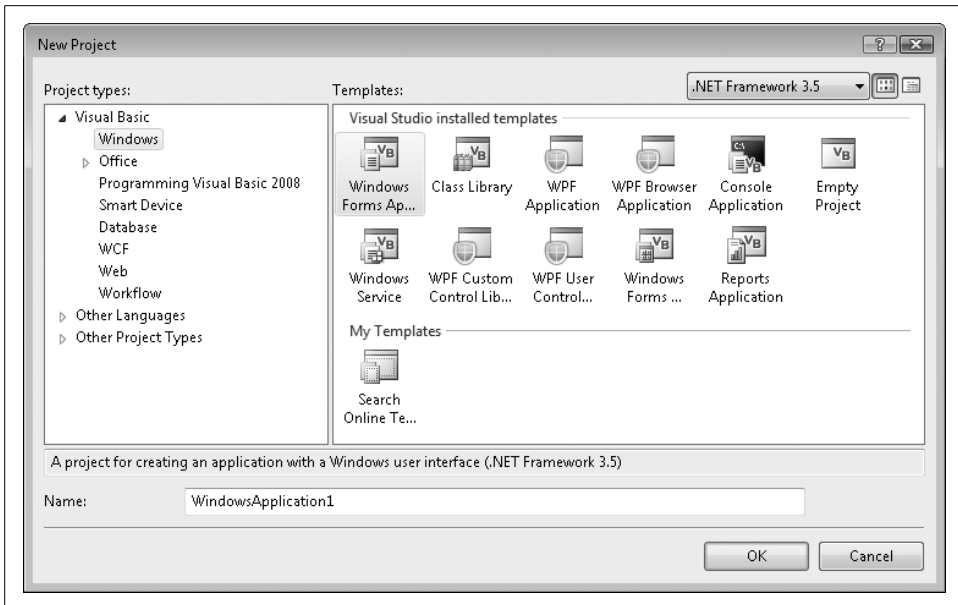 New Project
Project types:
Templates:
.NET Framework 3.5
Visual Basic
Windows
Office
Programming Visual Basic 2008
Smart Device
Database
WCF
Web
Workflow
Other Languages
Other Project Types
Visual Studio installed templates
Windows Forms Ap...
Class Library
WPF Application
WPF Browser Application
Console Application
Empty Project
Windows Service
WPF Custom Control Lib...
WPF User Control...
Windows Forms ...
Reports Application
My Templates
Search Online Te...
A project for creating an application with a Windows user interface (.NET Framework 3.5)
Name:
WindowsApplication1
OK
Cancel